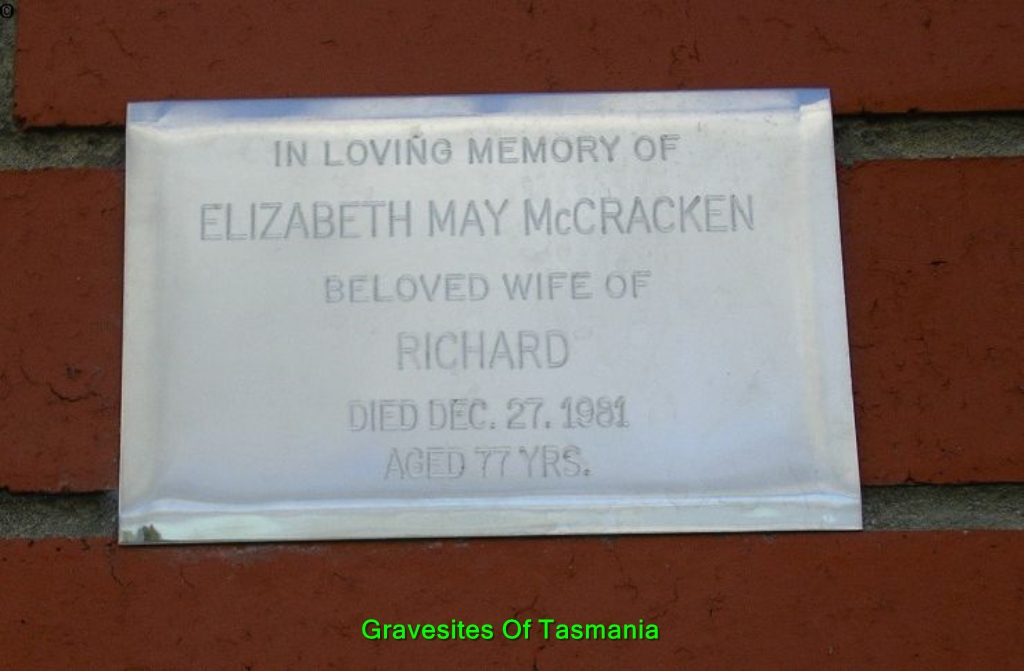 ©
IN LOVING MEMORY OF
ELIZABETH MAY McCRACKEN
BELOVED WIFE OF
RICHARD
DIED DEC. 27. 1981
AGED 77 YRS.
Gravesites Of Tasmania